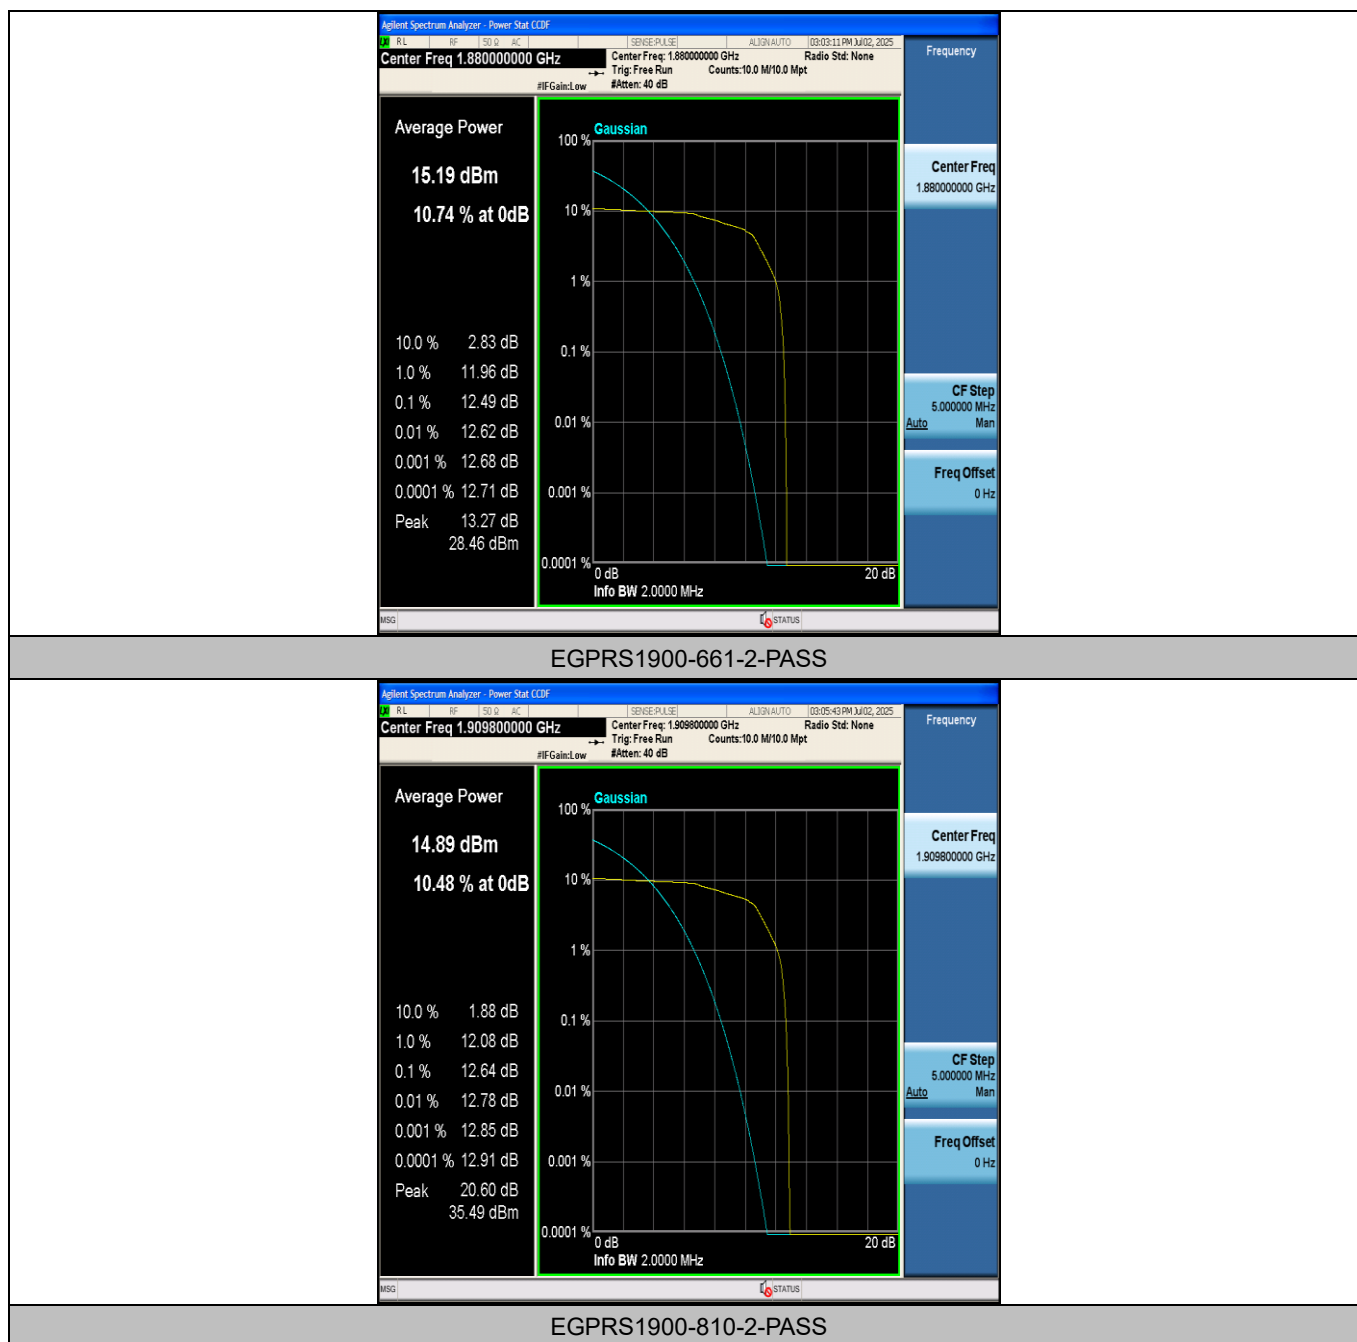 Agilent Spectrum Analyzer - Power Stat CCDF
LXI RL RF 50 Ω AC SENSE:PULSE ALIGN AUTO 03:03:11 PM Jul 02, 2025
Center Freq 1.880000000 GHz
Center Freq: 1.880000000 GHz Radio Std: None
Trig: Free Run Counts:10.0 M/10.0 Mpt
#IFGain:Low #Atten: 40 dB
Frequency
Average Power
15.19 dBm
10.74 % at 0dB
10.0 % 2.83 dB
1.0 % 11.96 dB
0.1 % 12.49 dB
0.01 % 12.62 dB
0.001 % 12.68 dB
0.0001 % 12.71 dB
Peak 13.27 dB
28.46 dBm
Gaussian
100 %
10 %
1 %
0.1 %
0.01 %
0.001 %
0.0001 %
0 dB 20 dB
Info BW 2.0000 MHz
Center Freq
1.880000000 GHz
CF Step
5.000000 MHz
Auto Man
Freq Offset
0 Hz
MSG STATUS
EGPRS1900-661-2-PASS
Agilent Spectrum Analyzer - Power Stat CCDF
LXI RL RF 50 Ω AC SENSE:PULSE ALIGN AUTO 03:05:43 PM Jul 02, 2025
Center Freq 1.909800000 GHz
Center Freq: 1.909800000 GHz Radio Std: None
Trig: Free Run Counts:10.0 M/10.0 Mpt
#IFGain:Low #Atten: 40 dB
Frequency
Average Power
14.89 dBm
10.48 % at 0dB
10.0 % 1.88 dB
1.0 % 12.08 dB
0.1 % 12.64 dB
0.01 % 12.78 dB
0.001 % 12.85 dB
0.0001 % 12.91 dB
Peak 20.60 dB
35.49 dBm
Gaussian
100 %
10 %
1 %
0.1 %
0.01 %
0.001 %
0.0001 %
0 dB 20 dB
Info BW 2.0000 MHz
Center Freq
1.909800000 GHz
CF Step
5.000000 MHz
Auto Man
Freq Offset
0 Hz
MSG STATUS
EGPRS1900-810-2-PASS